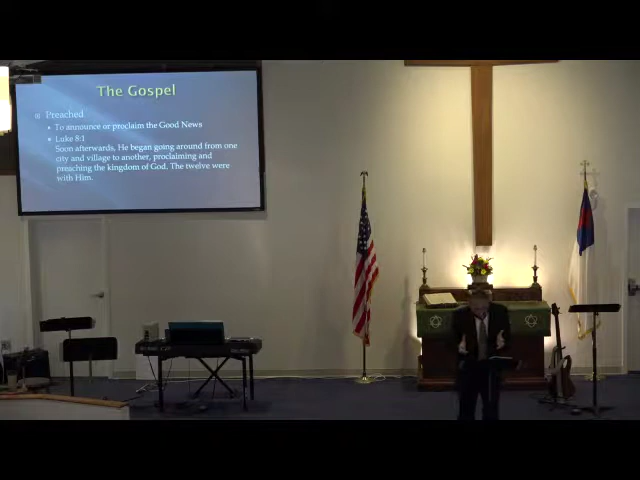 The Gospel
Preached
To announce or proclaim the Good News
Luke 8:1
Soon afterwards, He began going around from one
city and village to another, proclaiming and
preaching the kingdom of God. The twelve were
with Him.